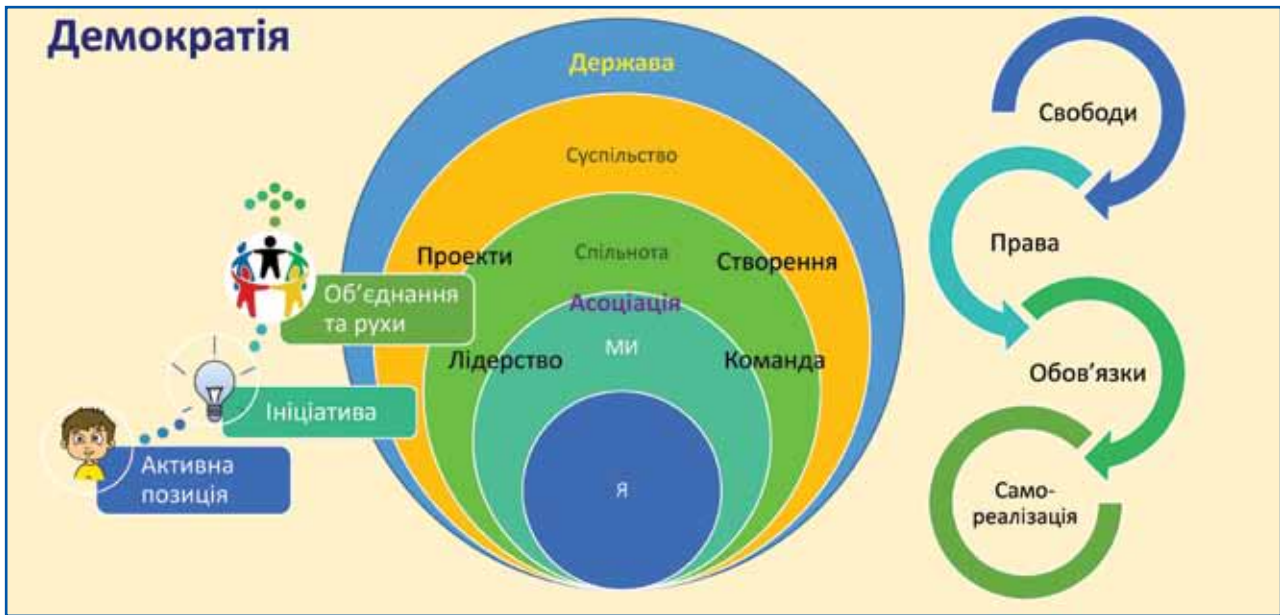 Демократія
Об’єднання
та рухи
Ініціатива
Активна
позиція
Держава
Суспільство
Проекти
Спільнота
Створення
Асоціація
Лідерство
МИ
Команда
Я
Свободи
Права
Обов’язки
Само-
реалізація